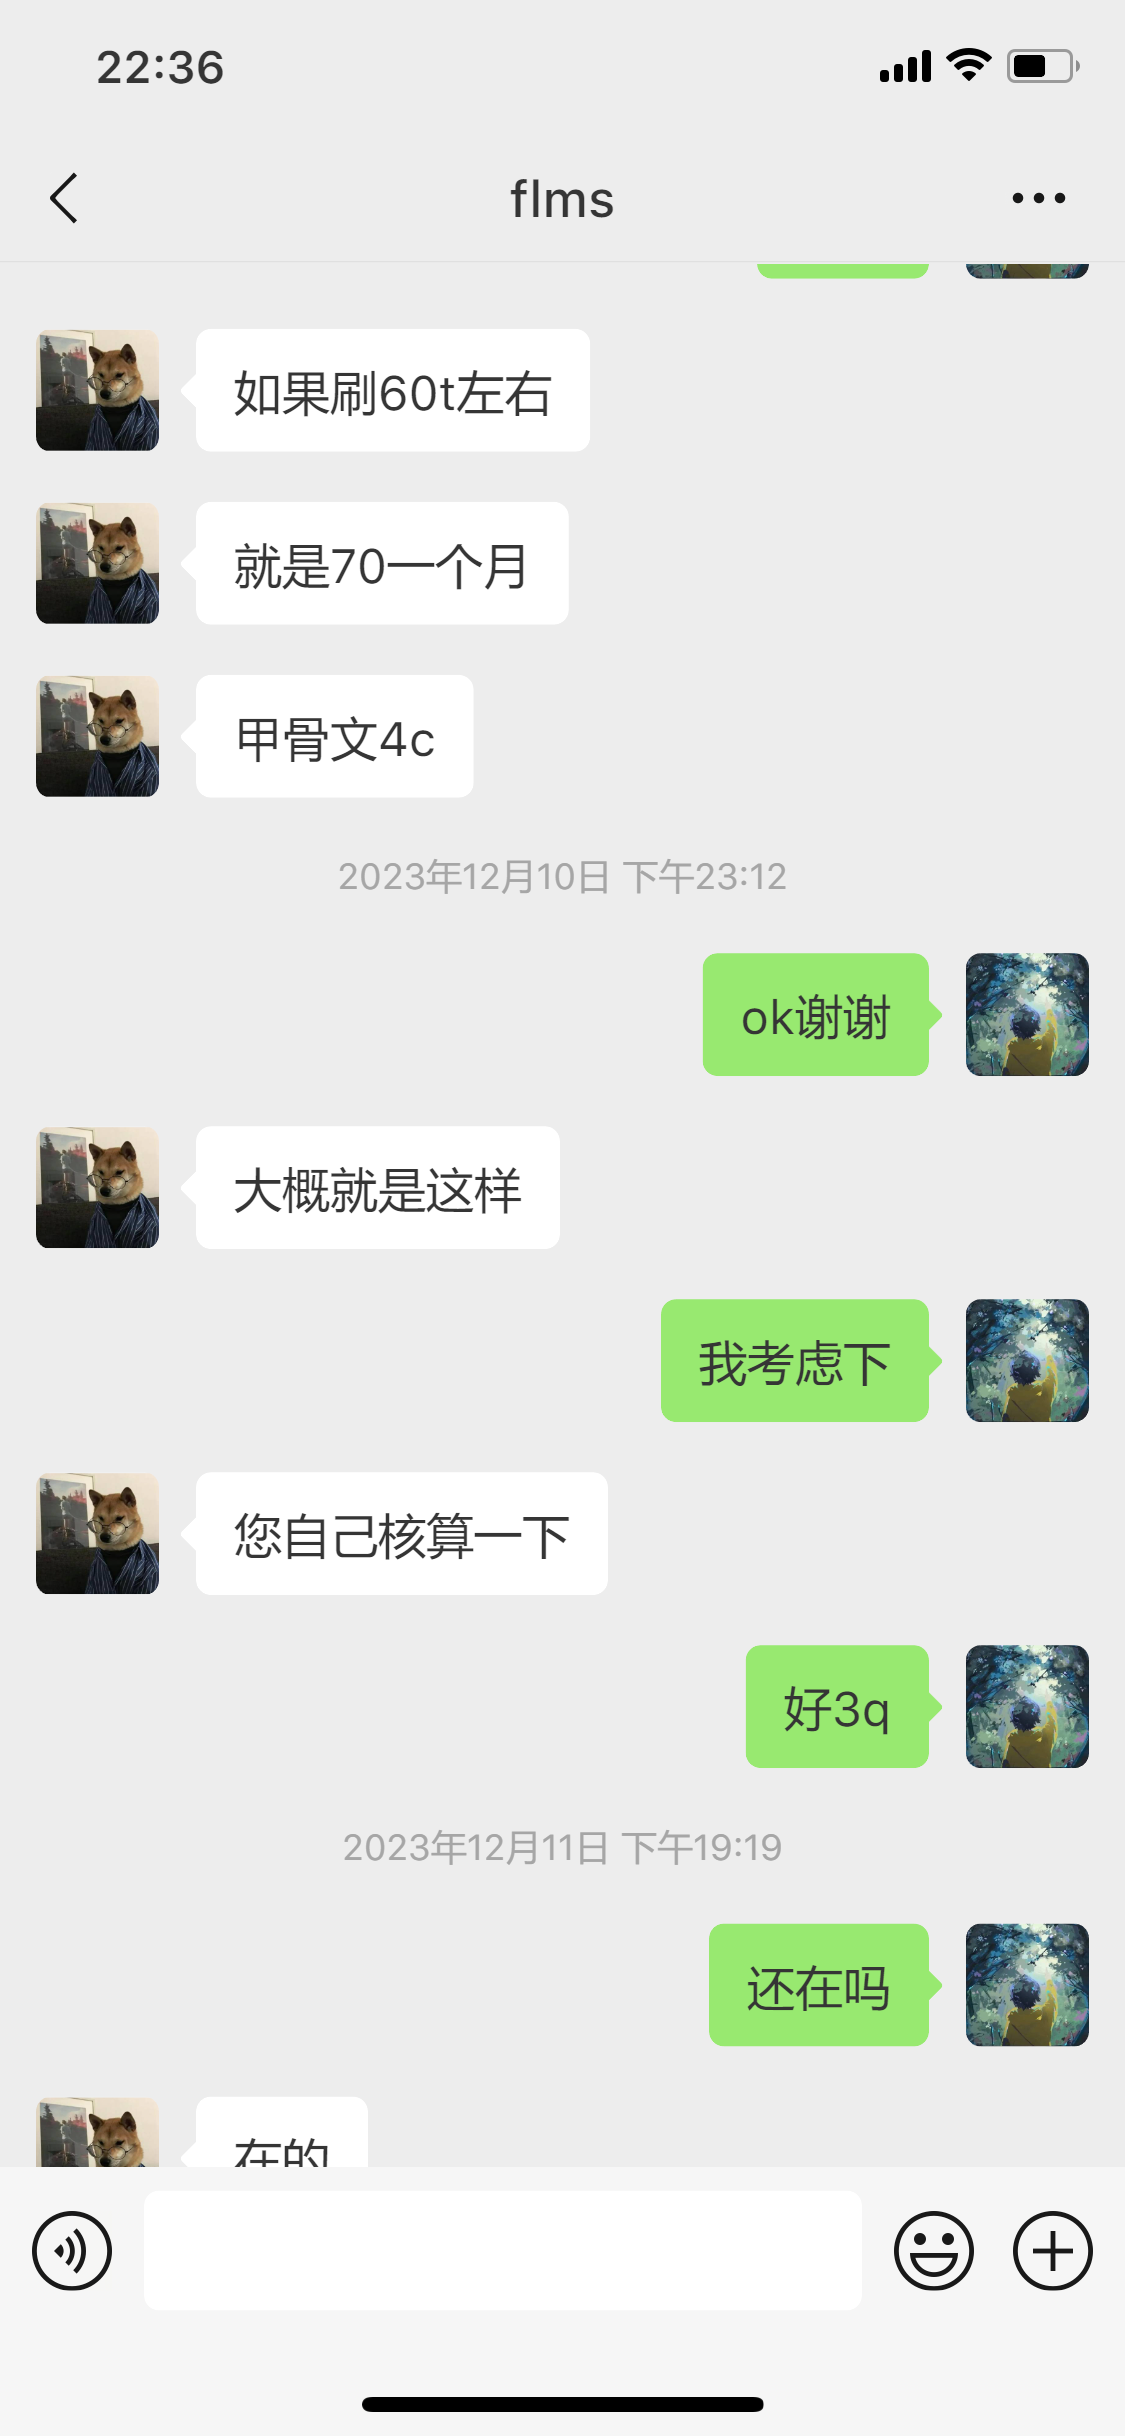 22:36
flms
如果刷60t左右
就是70一个月
甲骨文4c
2023年12月10日 下午23:12
ok谢谢
大概就是这样
我考虑下
您自己核算一下
好3q
2023年12月11日 下午19:19
还在吗
在的